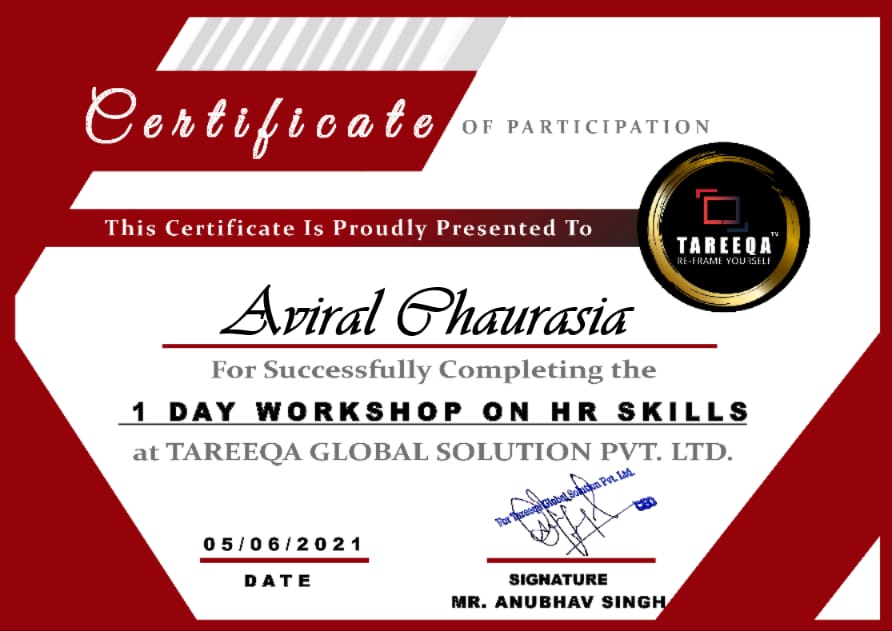 Certificate OF PARTICIPATION
This Certificate Is Proudly Presented To
TAREEQA™
RE-FRAME YOURSELF
Aviral Chaurasia
For Successfully Completing the
1 DAY WORKSHOP ON HR SKILLS
at TAREEQA GLOBAL SOLUTION PVT. LTD.
For Tareeqa Global Solution Pvt. Ltd.
CEO
05/06/2021
DATE
SIGNATURE
MR. ANUBHAV SINGH